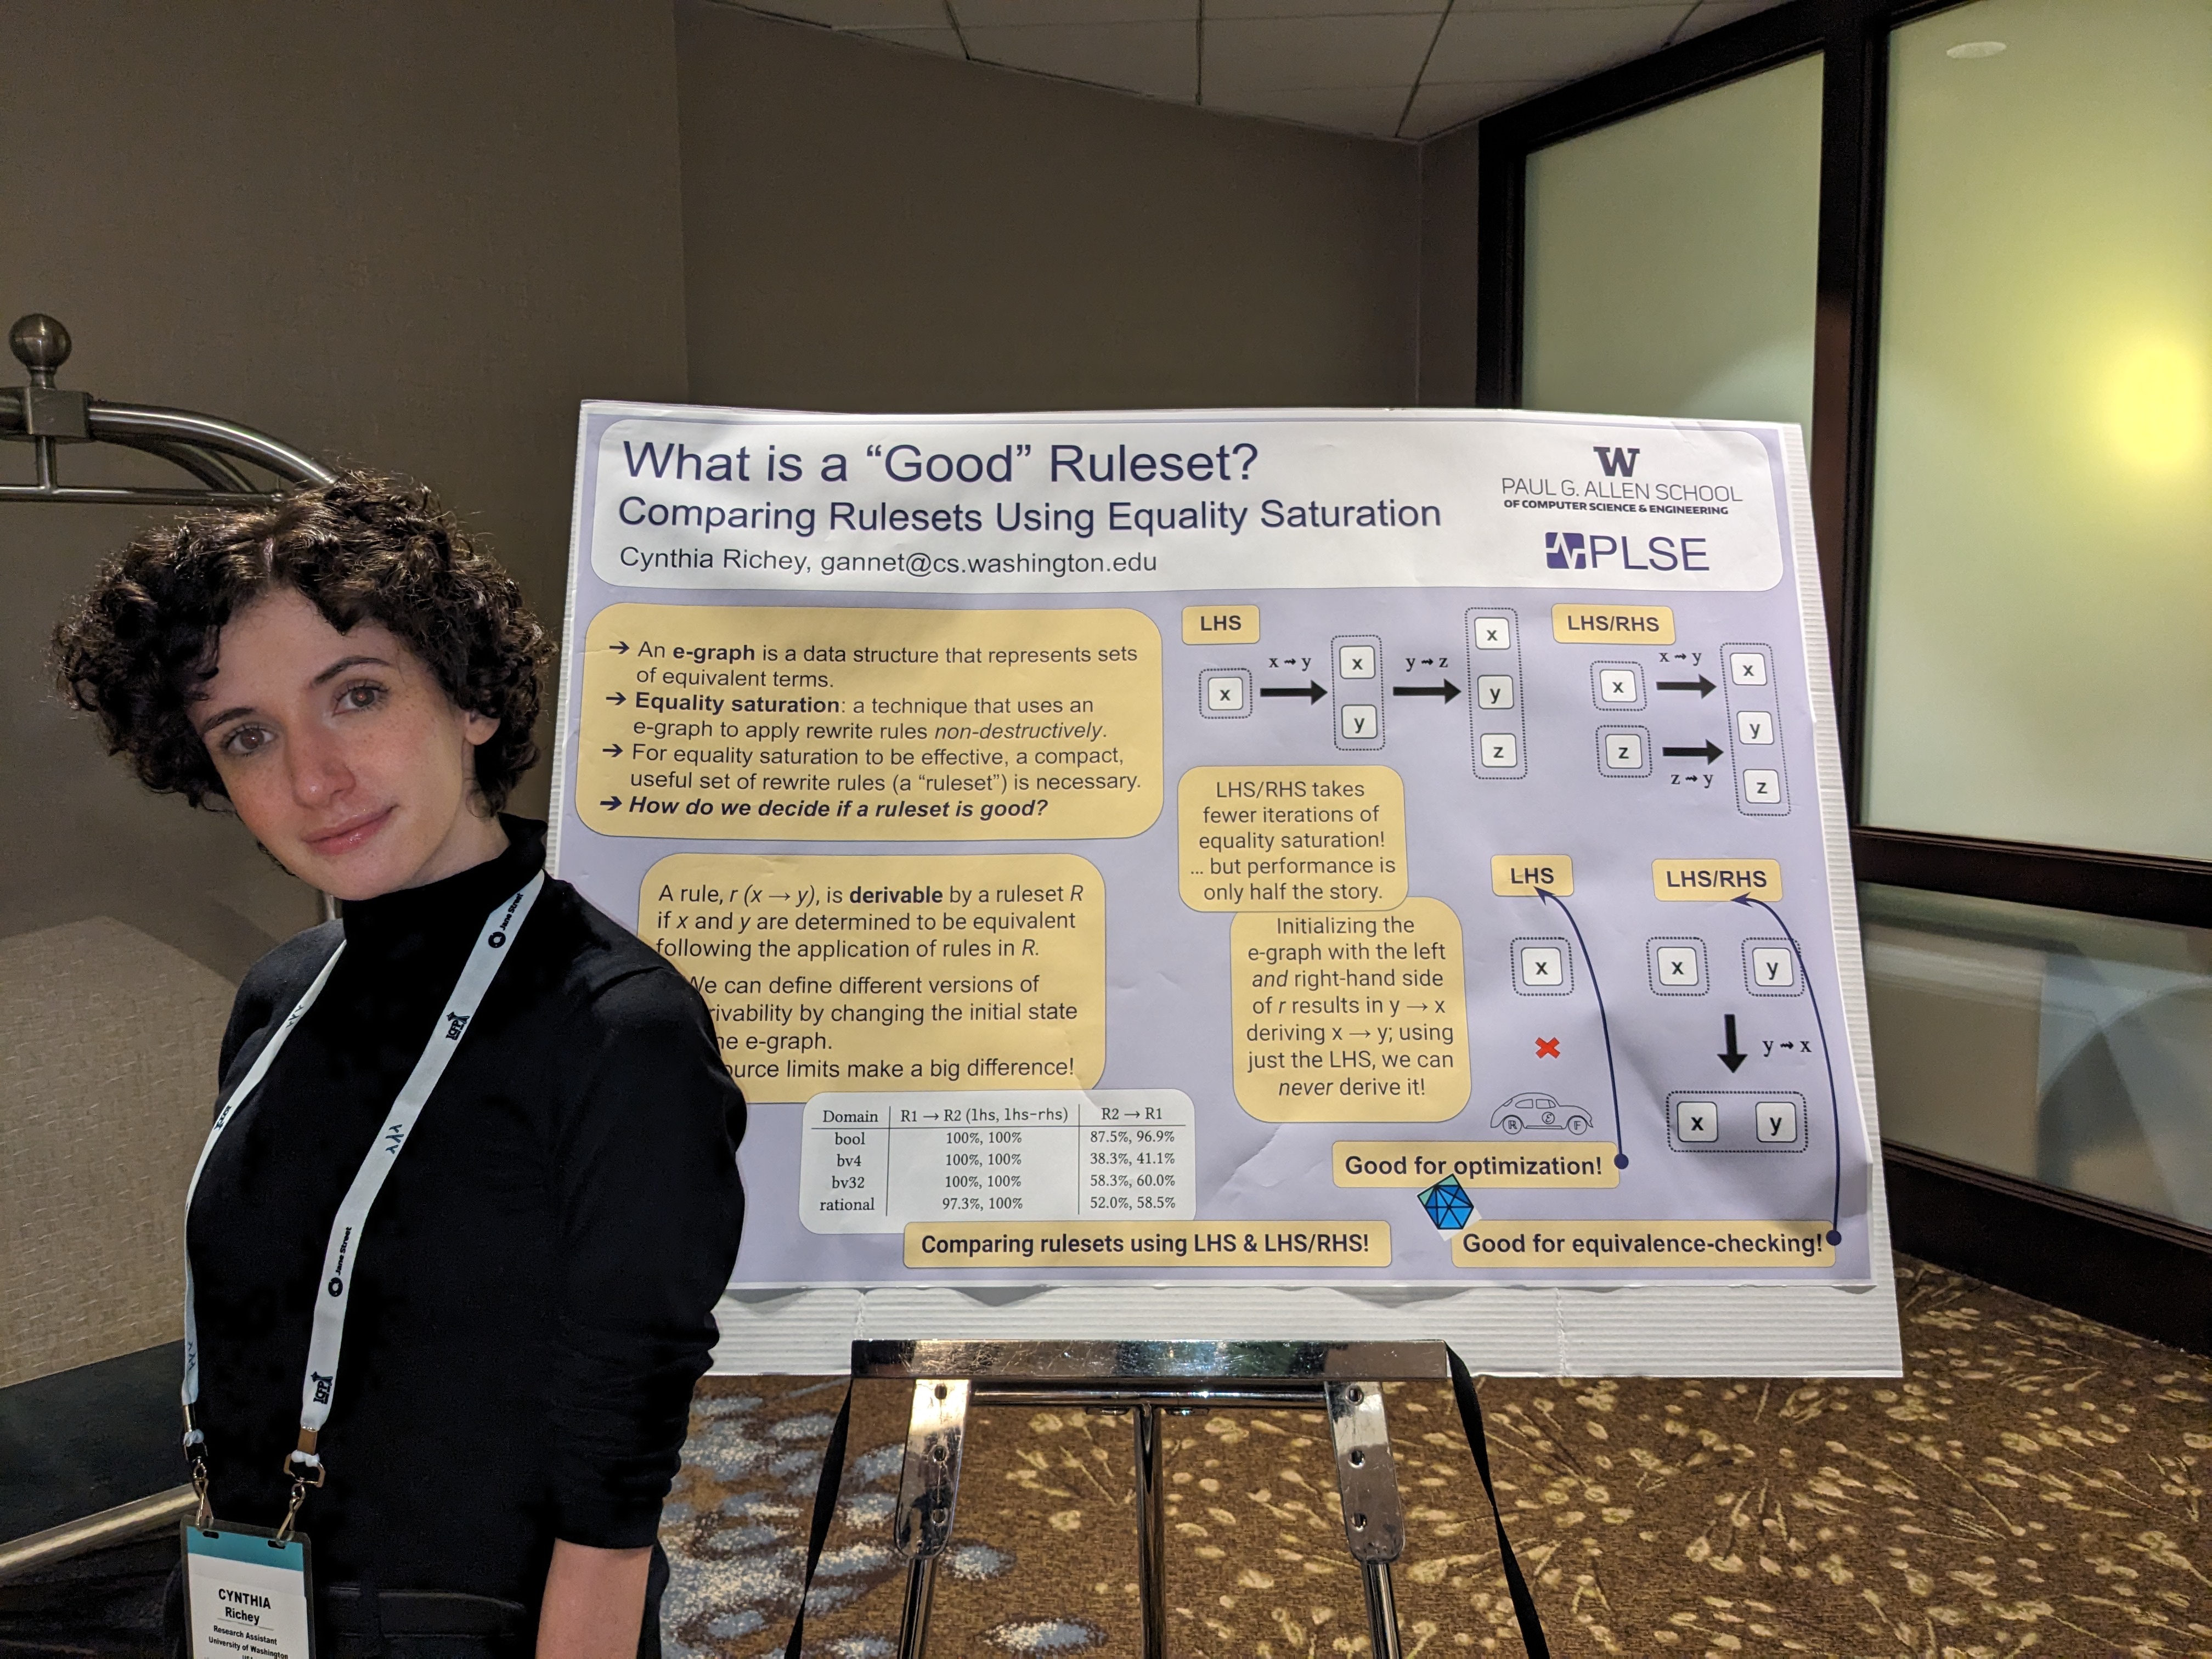 What is a “Good” Ruleset?
Comparing Rulesets Using Equality Saturation
Cynthia Richey, gannet@cs.washington.edu
W
PAUL G. ALLEN SCHOOL
OF COMPUTER SCIENCE & ENGINEERING
PLSE
→ An e-graph is a data structure that represents sets
of equivalent terms.
→ Equality saturation: a technique that uses an
e-graph to apply rewrite rules non-destructively.
→ For equality saturation to be effective, a compact,
useful set of rewrite rules (a “ruleset”) is necessary.
→ How do we decide if a ruleset is good?
A rule, r (x → y), is derivable by a ruleset R
if x and y are determined to be equivalent
following the application of rules in R.
We can define different versions of
rivability by changing the initial state
he e-graph.
ource limits make a big difference!
Domain R1 → R2 (lhs, lhs-rhs) R2 → R1
bool 100%, 100% 87.5%, 96.9%
bv4 100%, 100% 38.3%, 41.1%
bv32 100%, 100% 58.3%, 60.0%
rational 97.3%, 100% 52.0%, 58.5%
Comparing rulesets using LHS & LHS/RHS!
LHS
x
x → y
x
y
y → z
x
y
z
LHS/RHS
x
x → y
z
z → y
x
y
z
LHS/RHS takes
fewer iterations of
equality saturation!
... but performance is
only half the story.
Initializing the
e-graph with the left
and right-hand side
of r results in y → x
deriving x → y; using
just the LHS, we can
never derive it!
LHS
x
R E F
Good for optimization!
LHS/RHS
x y
y → x
x y
Good for equivalence-checking!
Jane Street
Jane Street
CYNTHIA
Richey
Research Assistant
University of Washington